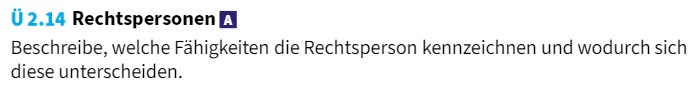 Ü 2.14 Rechtspersonen A
Beschreibe, welche Fähigkeiten die Rechtsperson kennzeichnen und wodurch sich
diese unterscheiden.